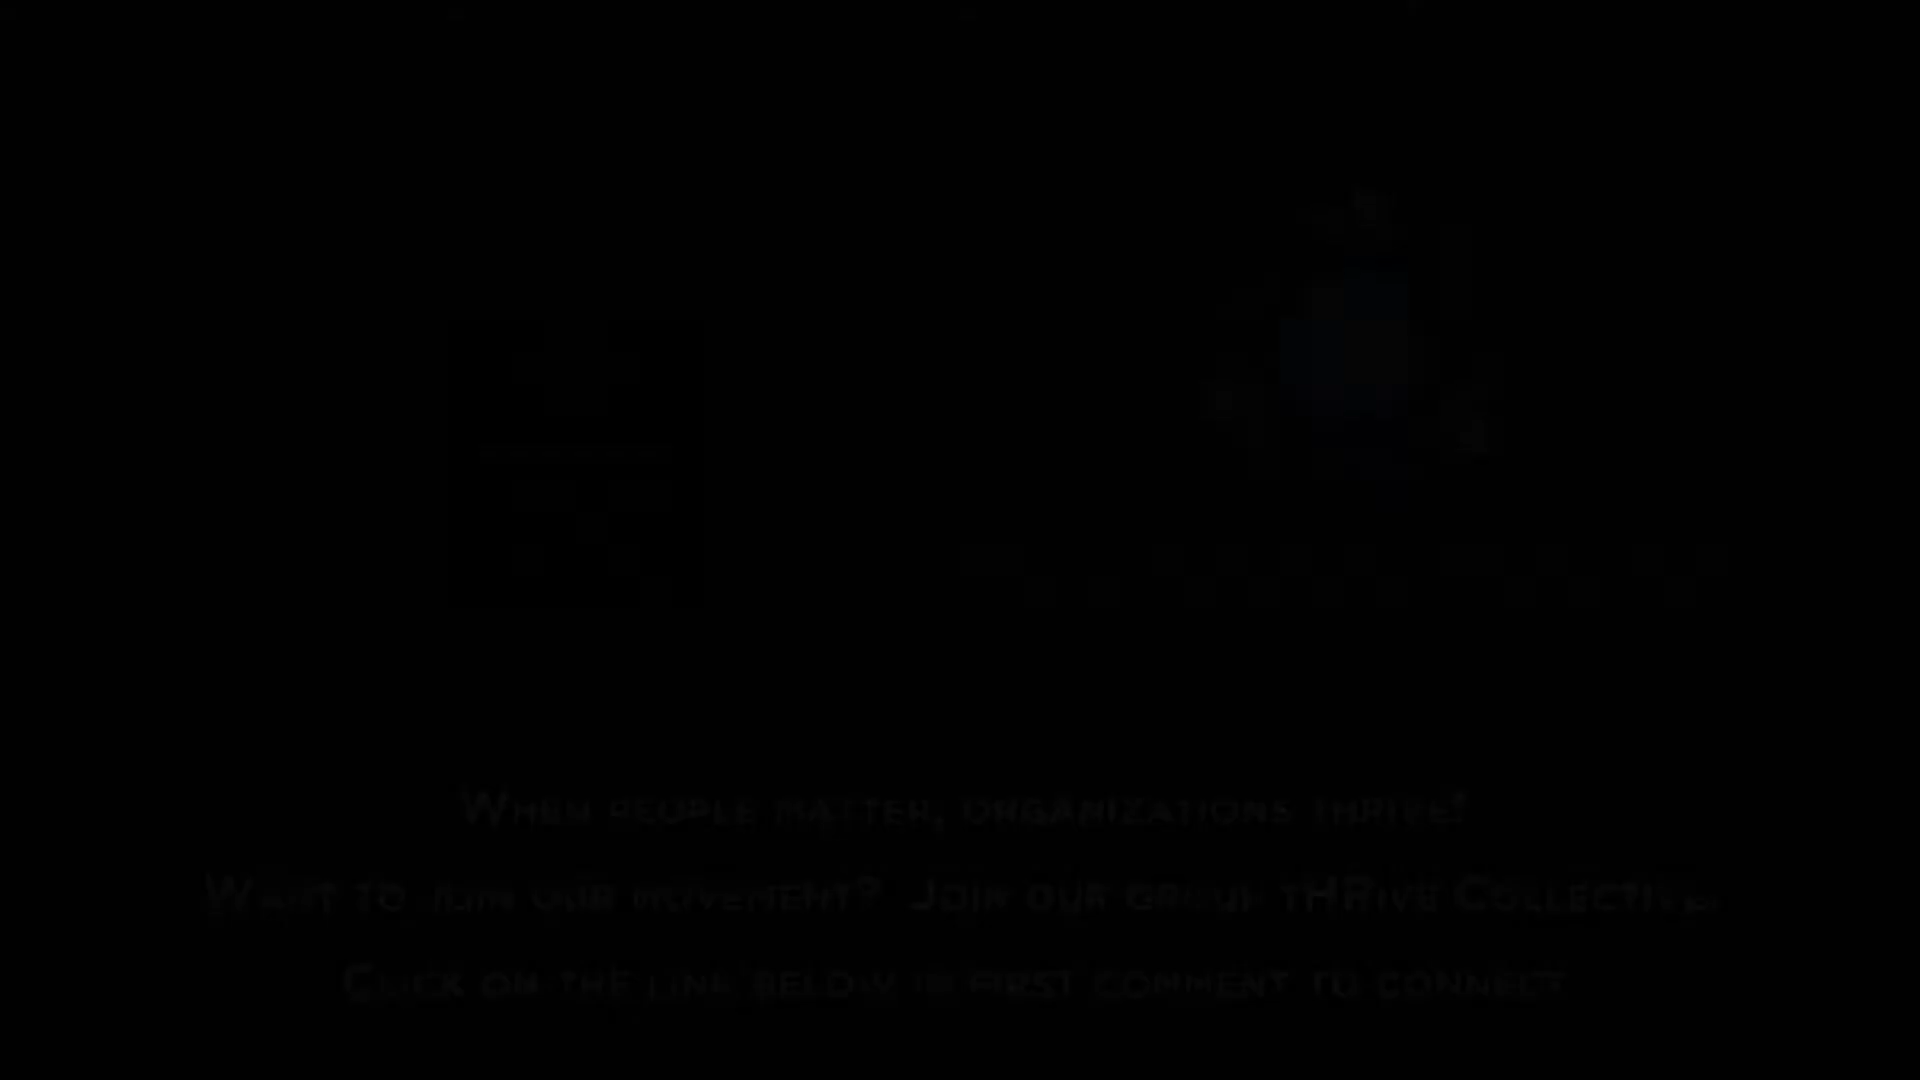 When people matter, organizations thrive!
Want to join our movement? Join our group tHRive Collective.
Click on the link below in first comment to connect